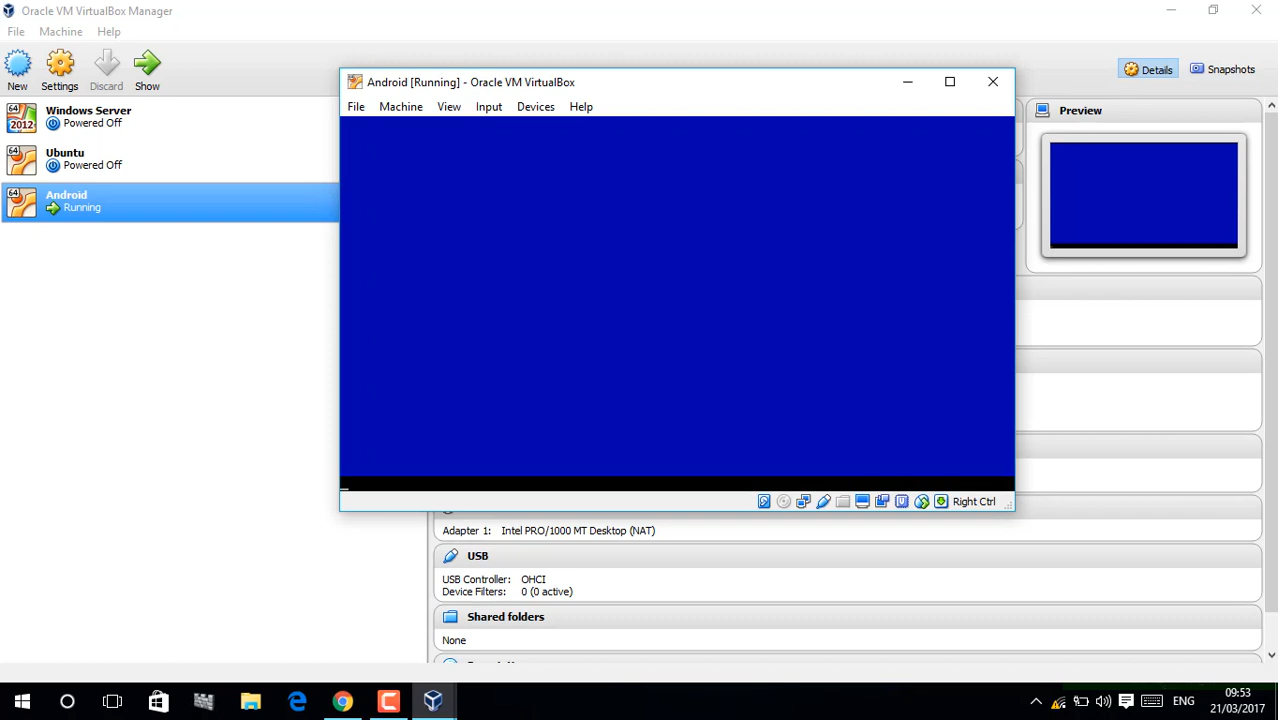 Oracle VM VirtualBox Manager
File Machine Help
New Settings Discard Show
Details Snapshots
64
2012
Windows Server
Powered Off
64
Ubuntu
Powered Off
64
Android
Running
Android [Running] - Oracle VM VirtualBox
File Machine View Input Devices Help
Right Ctrl
Preview
Adapter 1: Intel PRO/1000 MT Desktop (NAT)
USB
USB Controller: OHCI
Device Filters: 0 (0 active)
Shared folders
None
ENG
09:53
21/03/2017